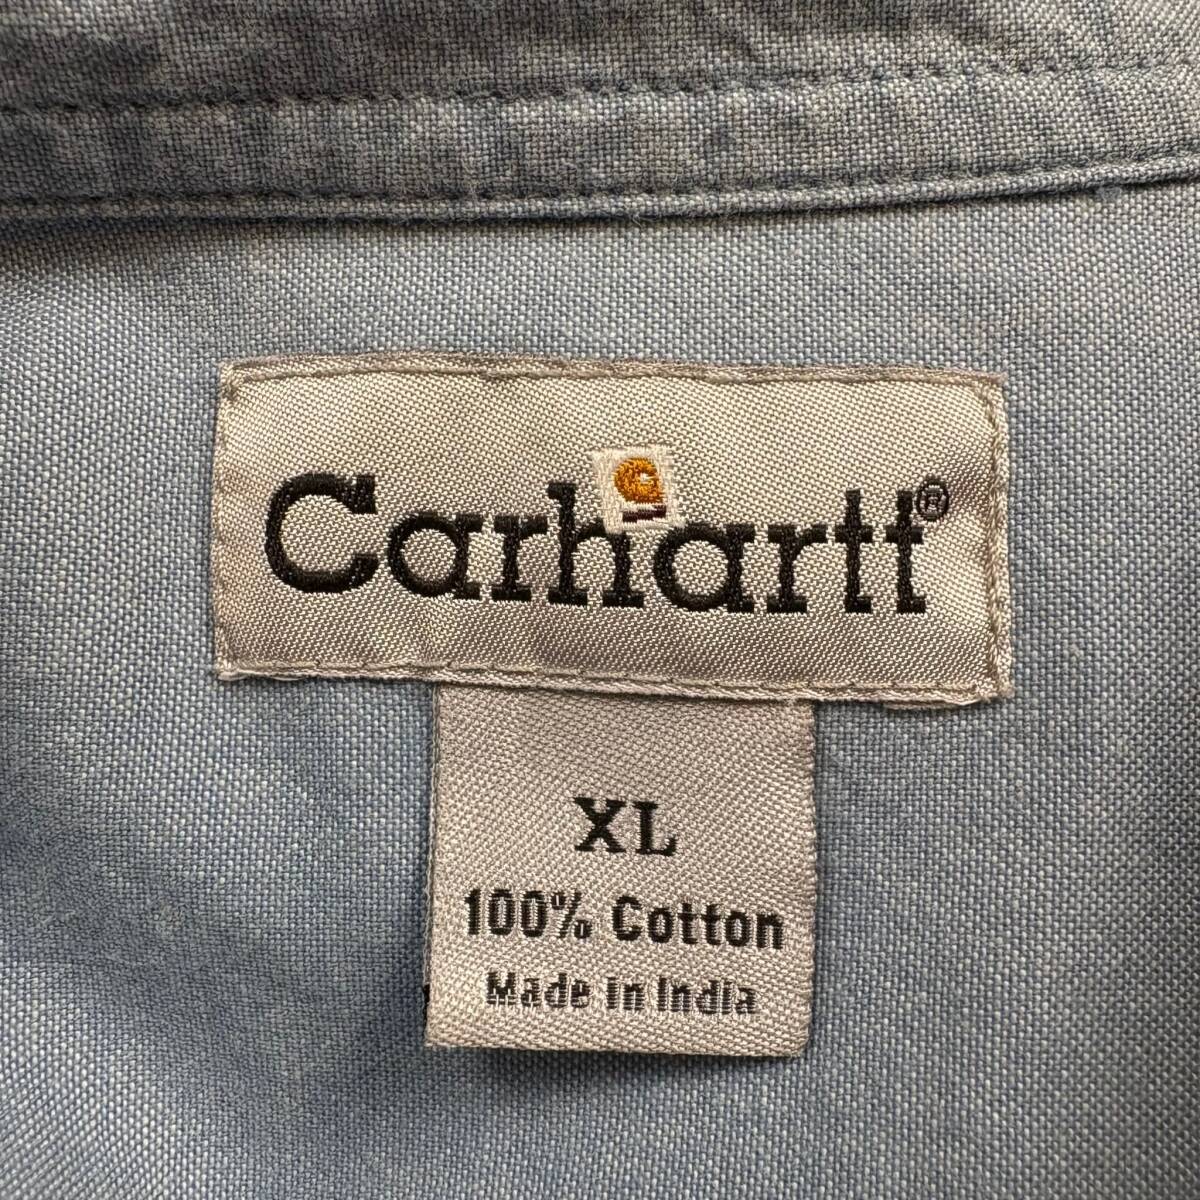 Carhartt®
XL
100% Cotton
Made in India